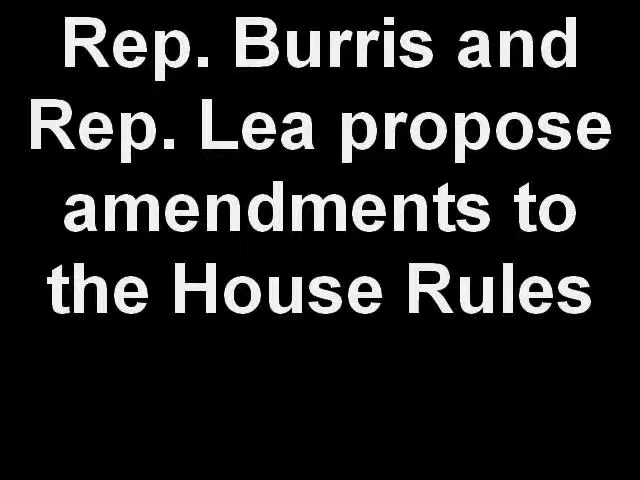 Rep. Burris and
Rep. Lea propose
amendments to
the House Rules